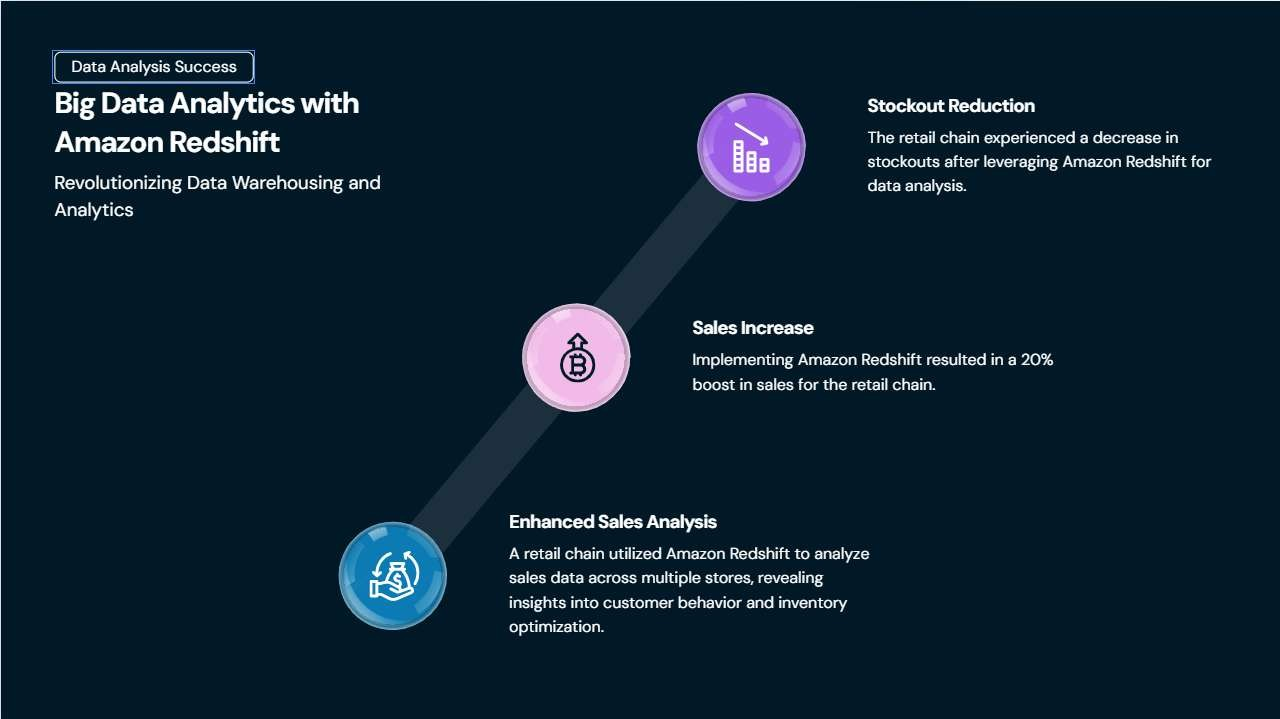 Data Analysis Success
Big Data Analytics with
Amazon Redshift
Revolutionizing Data Warehousing and
Analytics
Stockout Reduction
The retail chain experienced a decrease in
stockouts after leveraging Amazon Redshift for
data analysis.
Sales Increase
Implementing Amazon Redshift resulted in a 20%
boost in sales for the retail chain.
Enhanced Sales Analysis
A retail chain utilized Amazon Redshift to analyze
sales data across multiple stores, revealing
insights into customer behavior and inventory
optimization.